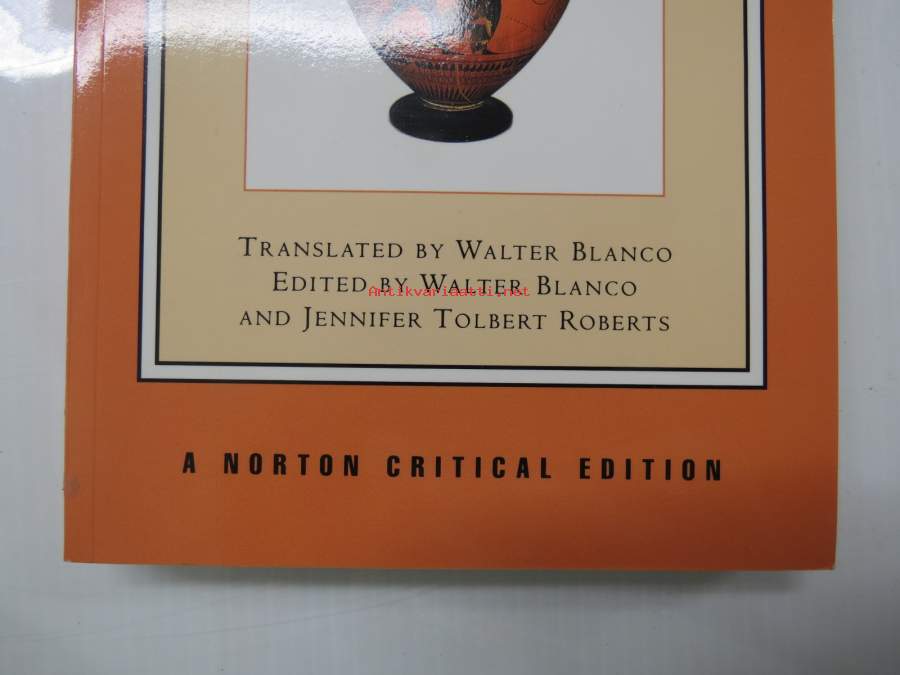 TRANSLATED BY WALTER BLANCO
EDITED BY WALTER BLANCO
Antikvariaatti.net
AND JENNIFER TOLBERT ROBERTS
A NORTON CRITICAL EDITION